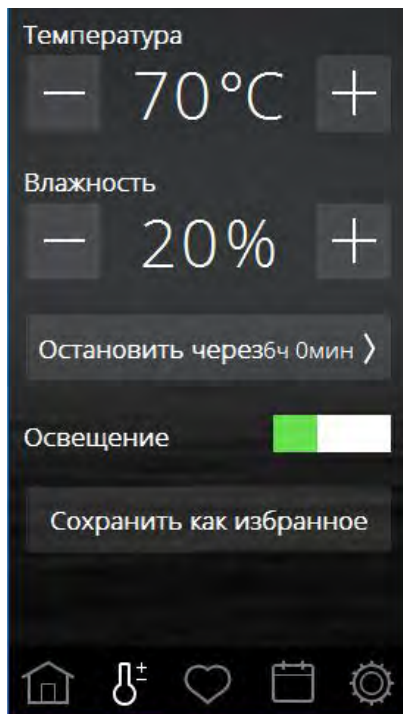 Температура
— 70°C +
Влажность
— 20% +
Остановить через6ч 0мин ⟩
Освещение
Сохранить как избранное